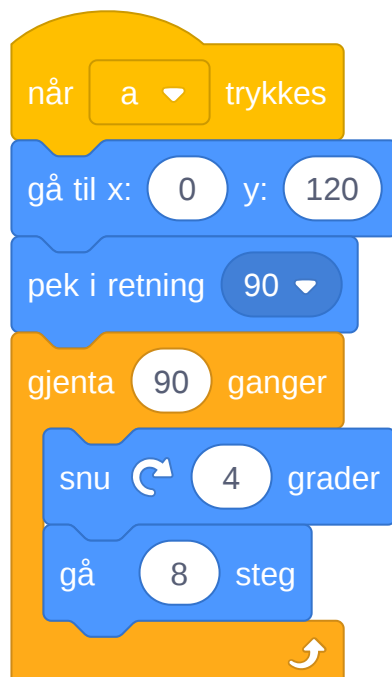 når a trykkes
gå til x: 0 y: 120
pek i retning 90
gjenta 90 ganger
snu 4 grader
gå 8 steg